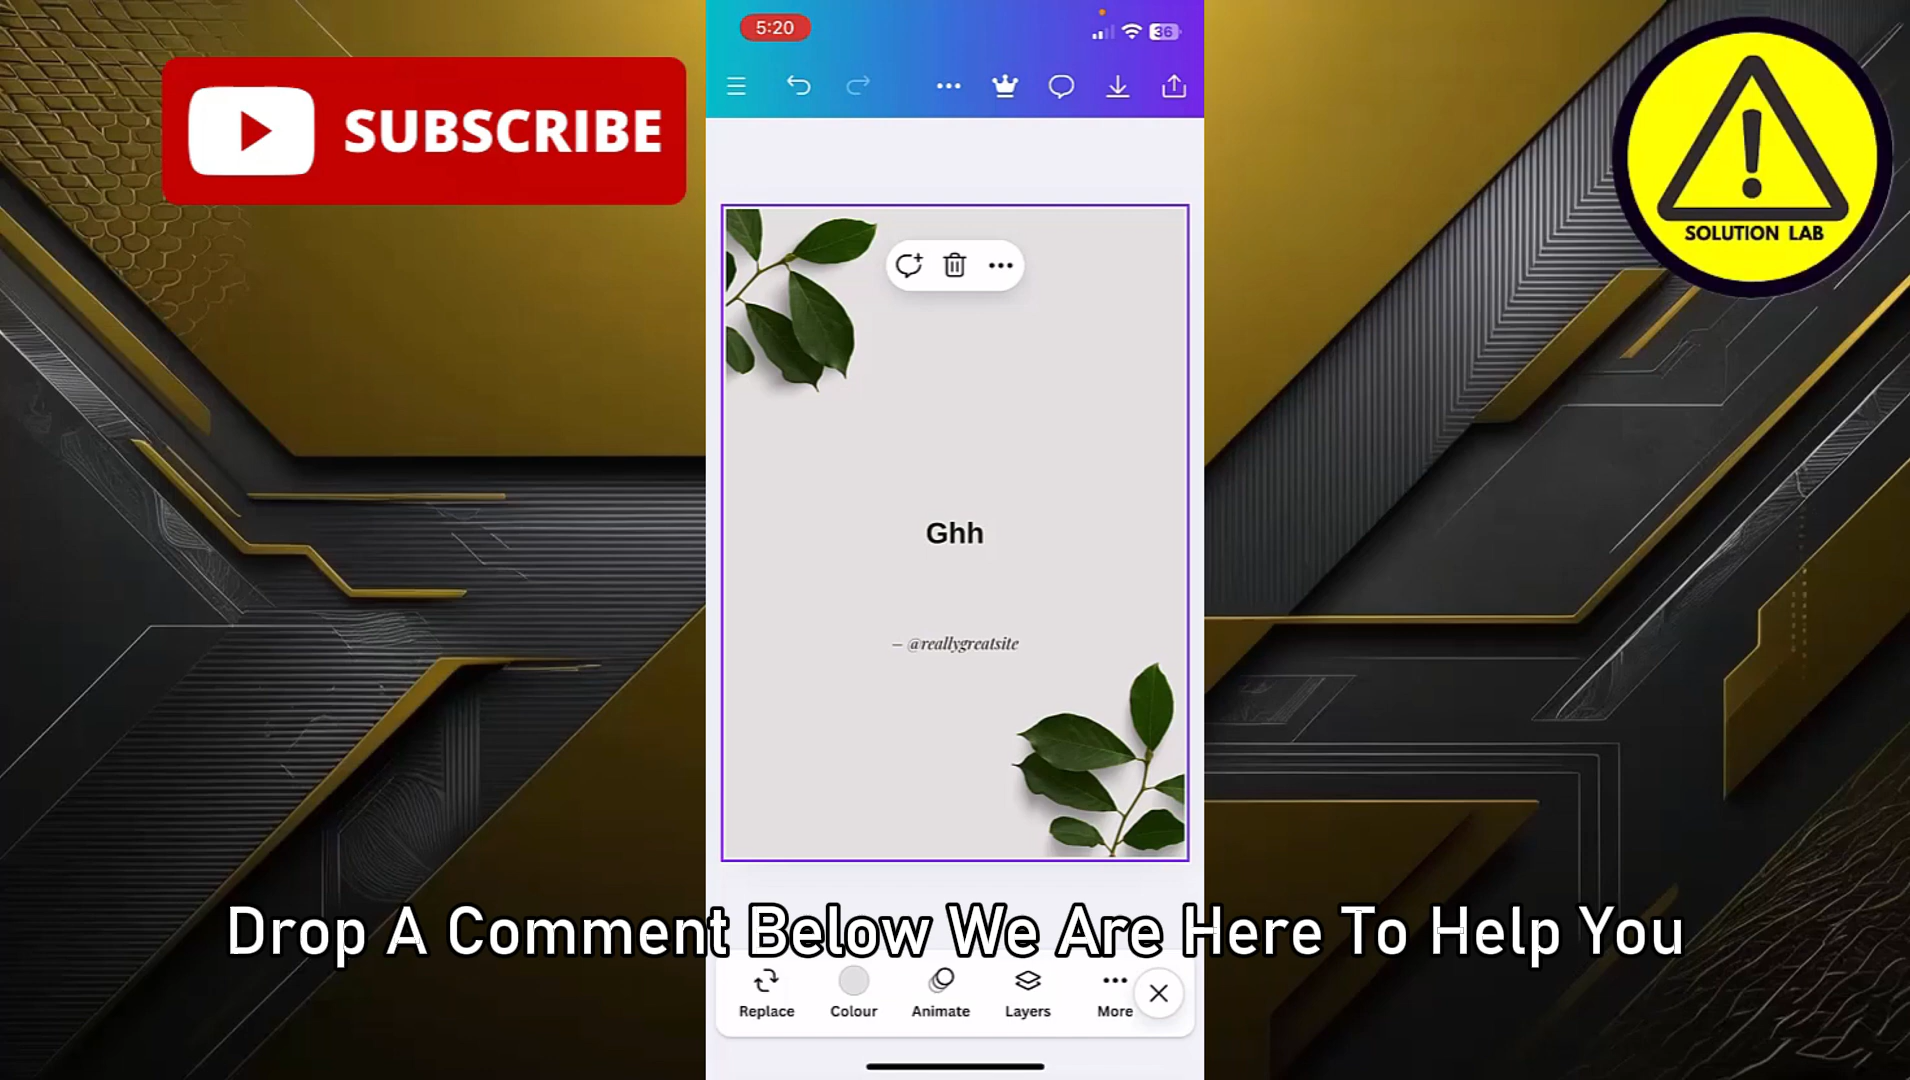 5:20
36
SUBSCRIBE
SOLUTION LAB
Ghh
– @reallygreatsite
Drop A Comment Below We Are Here To Help You
Replace
Colour
Animate
Layers
More